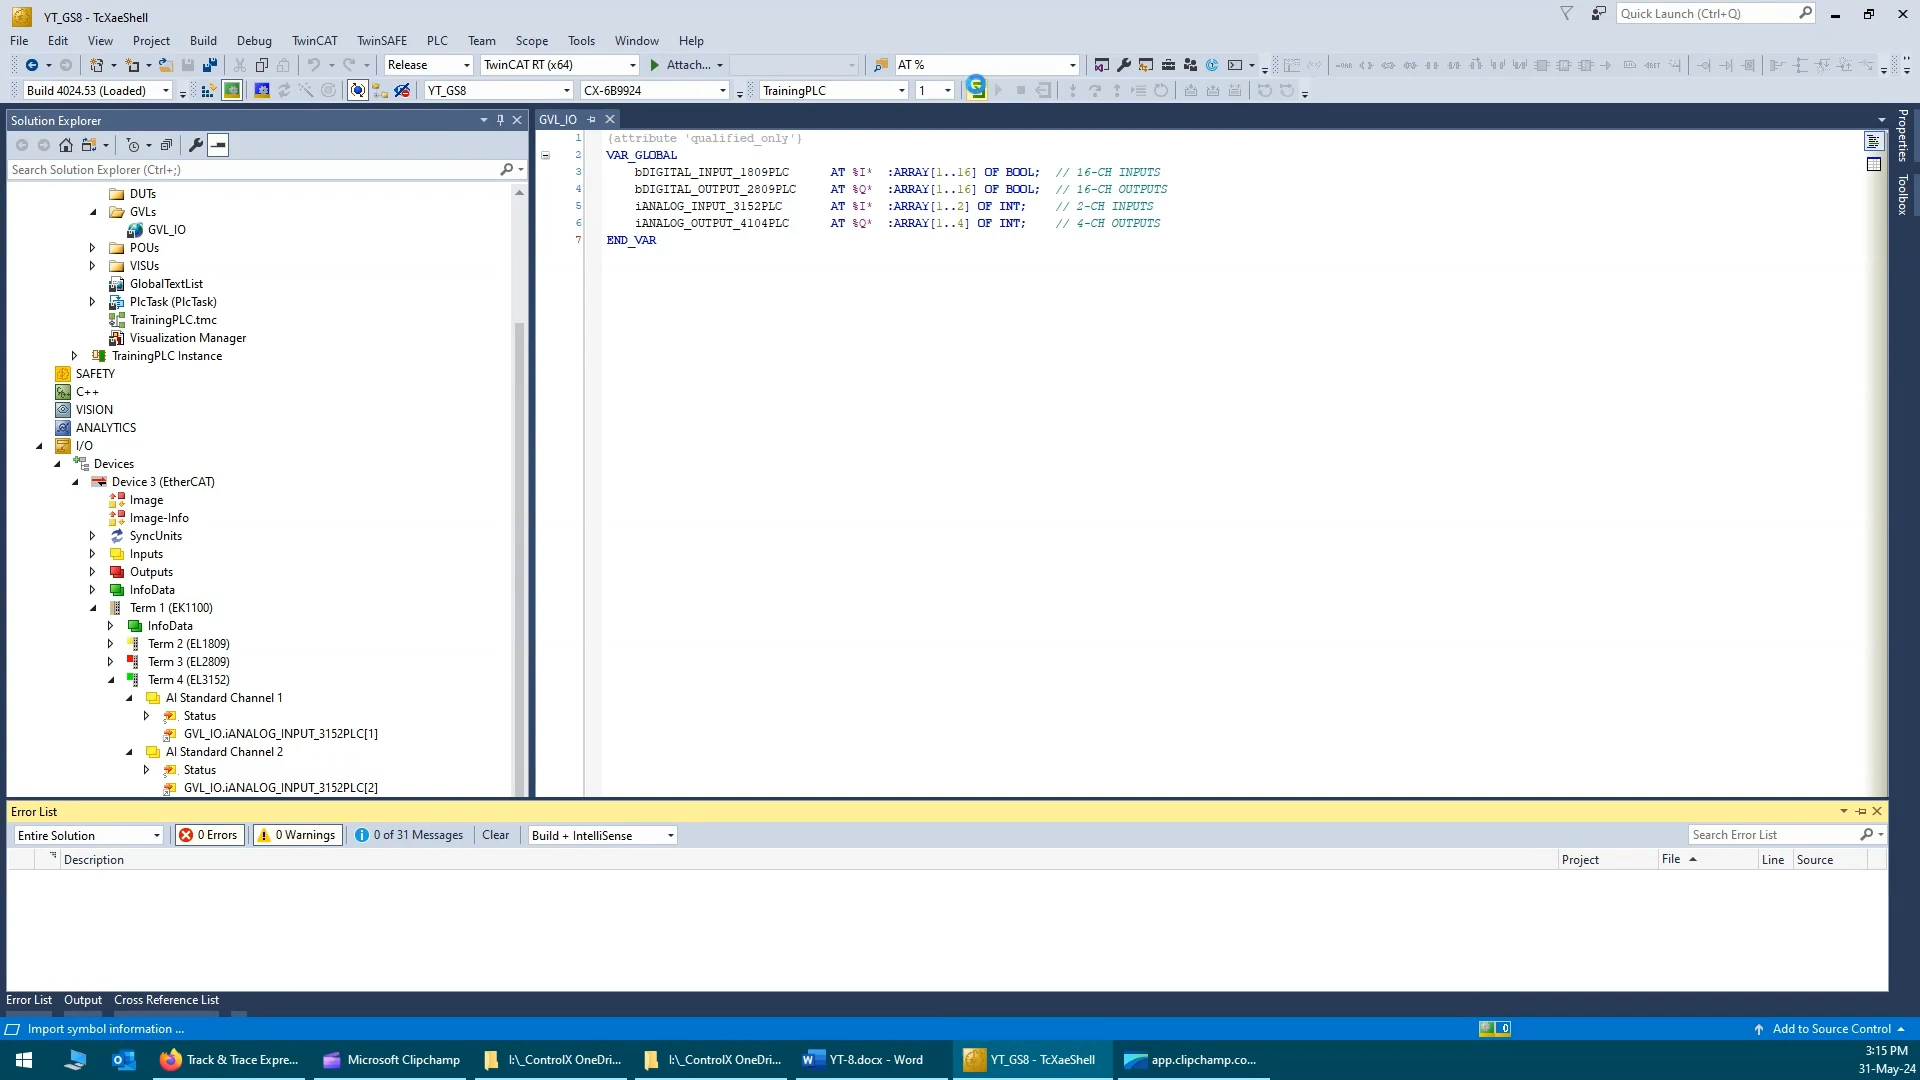 YT_GS8 - TcXaeShell
Quick Launch (Ctrl+Q)
File Edit View Project Build Debug TwinCAT TwinSAFE PLC Team Scope Tools Window Help
Release TwinCAT RT (x64) Attach... AT %
Build 4024.53 (Loaded) YT_GS8 CX-6B9924 TrainingPLC 1
Solution Explorer
Search Solution Explorer (Ctrl+;)
DUTs
GVLs
GVL_IO
POUs
VISUs
GlobalTextList
PlcTask (PlcTask)
TrainingPLC.tmc
Visualization Manager
TrainingPLC Instance
SAFETY
C++
VISION
ANALYTICS
I/O
Devices
Device 3 (EtherCAT)
Image
Image-Info
SyncUnits
Inputs
Outputs
InfoData
Term 1 (EK1100)
InfoData
Term 2 (EL1809)
Term 3 (EL2809)
Term 4 (EL3152)
AI Standard Channel 1
Status
GVL_IO.iANALOG_INPUT_3152PLC[1]
AI Standard Channel 2
Status
GVL_IO.iANALOG_INPUT_3152PLC[2]
GVL_IO
1 {attribute 'qualified_only'}
2 VAR_GLOBAL
3 bDIGITAL_INPUT_1809PLC AT %I* :ARRAY[1..16] OF BOOL; // 16-CH INPUTS
4 bDIGITAL_OUTPUT_2809PLC AT %Q* :ARRAY[1..16] OF BOOL; // 16-CH OUTPUTS
5 iANALOG_INPUT_3152PLC AT %I* :ARRAY[1..2] OF INT; // 2-CH INPUTS
6 iANALOG_OUTPUT_4104PLC AT %Q* :ARRAY[1..4] OF INT; // 4-CH OUTPUTS
7 END_VAR
Properties
Toolbox
Error List
Entire Solution 0 Errors 0 Warnings 0 of 31 Messages Clear Build + IntelliSense Search Error List
Description Project File Line Source
Error List Output Cross Reference List
Import symbol information ... 0 Add to Source Control
Track & Trace Expre... Microsoft Clipchamp I:\_ControlX OneDri... I:\_ControlX OneDri... YT-8.docx - Word YT_GS8 - TcXaeShell app.clipchamp.co...
3:15 PM
31-May-24